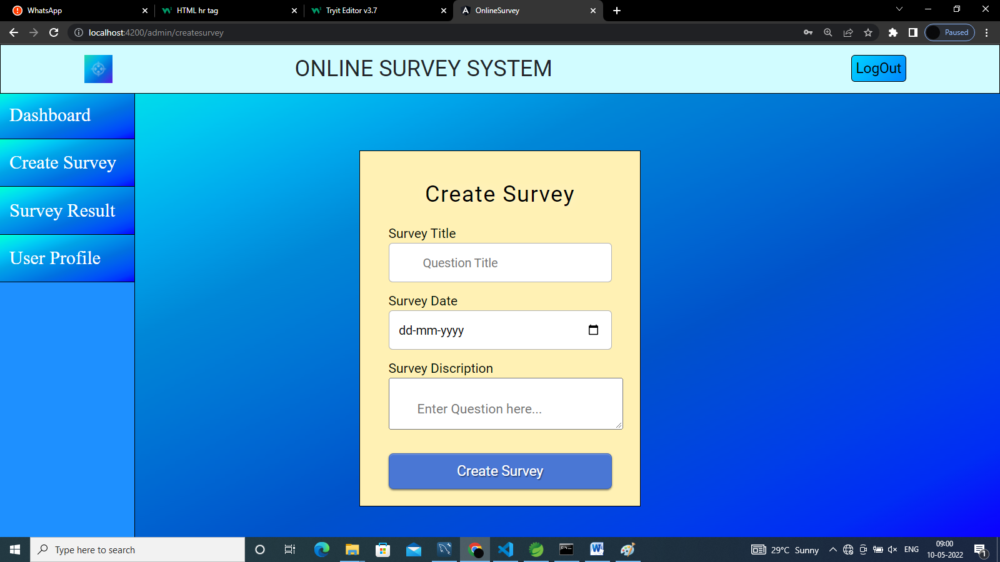 WhatsApp
HTML hr tag
Tryit Editor v3.7
OnlineSurvey
localhost:4200/admin/createsurvey
Paused
ONLINE SURVEY SYSTEM
LogOut
Dashboard
Create Survey
Survey Result
User Profile
Create Survey
Survey Title
Question Title
Survey Date
dd-mm-yyyy
Survey Discription
Enter Question here...
Create Survey
Type here to search
29°C Sunny
ENG
09:00
10-05-2022
1